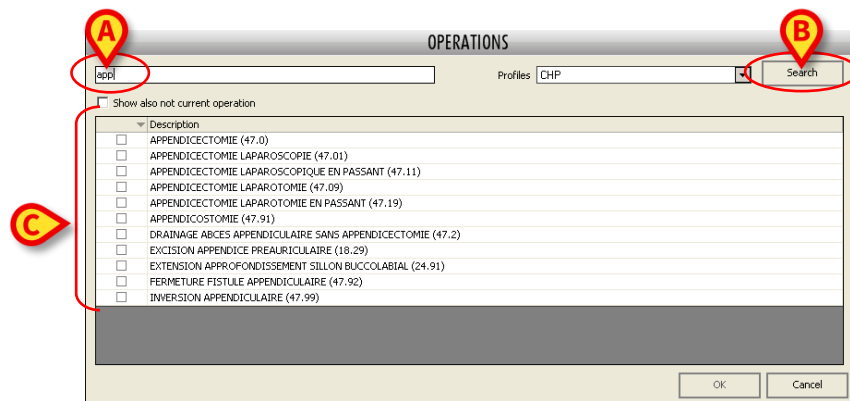 A
B
OPERATIONS
app
Profiles CHP Search
Show also not current operation
Description
APPENDICECTOMIE (47.0)
APPENDICECTOMIE LAPAROSCOPIE (47.01)
APPENDICECTOMIE LAPAROSCOPIQUE EN PASSANT (47.11)
APPENDICECTOMIE LAPAROTOMIE (47.09)
APPENDICECTOMIE LAPAROTOMIE EN PASSANT (47.19)
APPENDICOSTOMIE (47.91)
C
DRAINAGE ABCES APPENDICULAIRE SANS APPENDICECTOMIE (47.2)
EXCISION APPENDICE PREAURICULAIRE (18.29)
EXTENSION APPROFONDISSEMENT SILLON BUCCOLABIAL (24.91)
FERMETURE FISTULE APPENDICULAIRE (47.92)
INVERSION APPENDICULAIRE (47.99)
OK Cancel